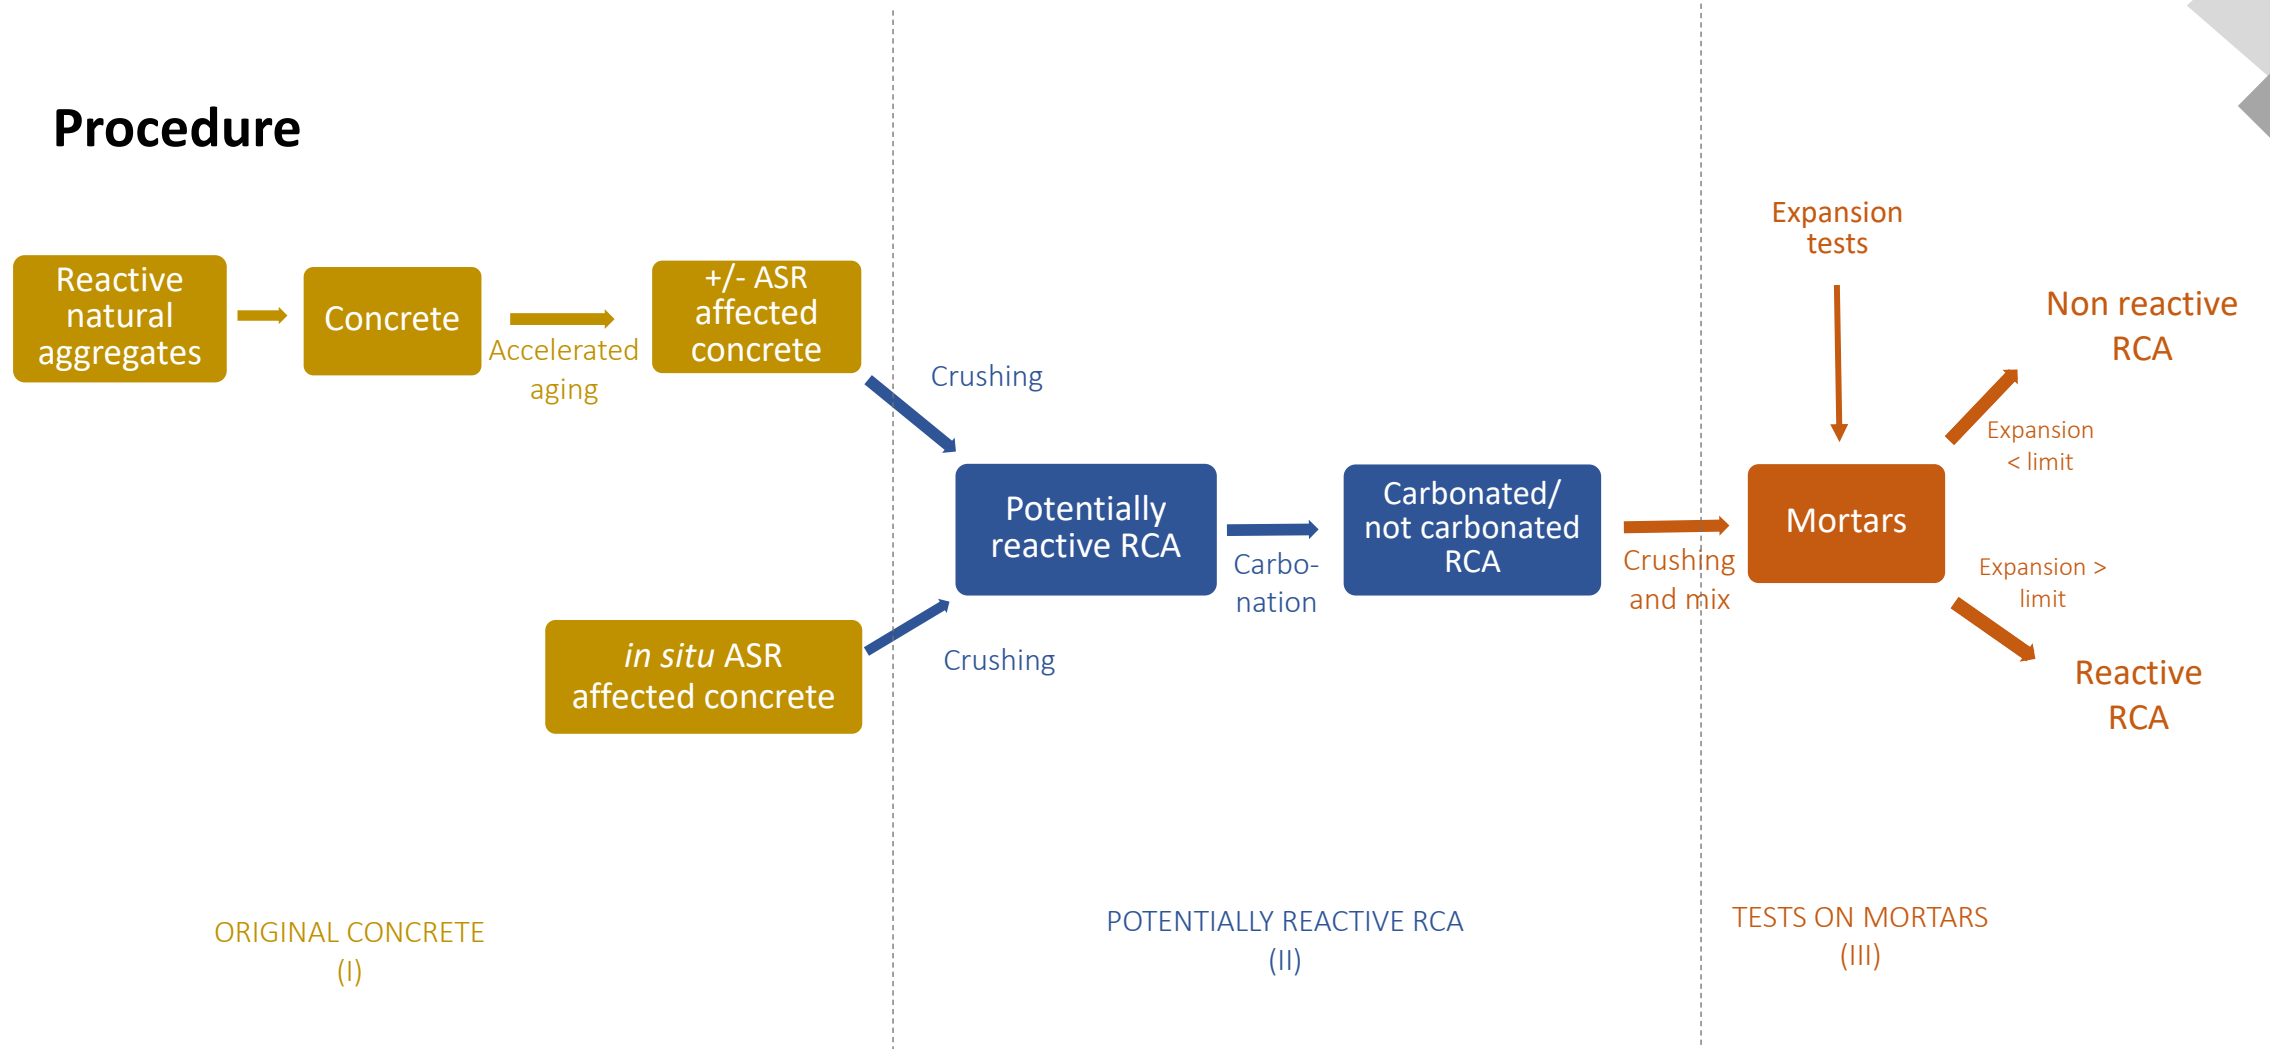 Procedure
Reactive
natural
aggregates
Concrete
Accelerated
aging
+/- ASR
affected
concrete
in situ ASR
affected concrete
Crushing
Crushing
Potentially
reactive RCA
Carbo-
nation
Carbonated/
not carbonated
RCA
Crushing
and mix
Expansion
tests
Mortars
Non reactive
RCA
Expansion
< limit
Expansion >
limit
Reactive
RCA
ORIGINAL CONCRETE
(I)
POTENTIALLY REACTIVE RCA
(II)
TESTS ON MORTARS
(III)